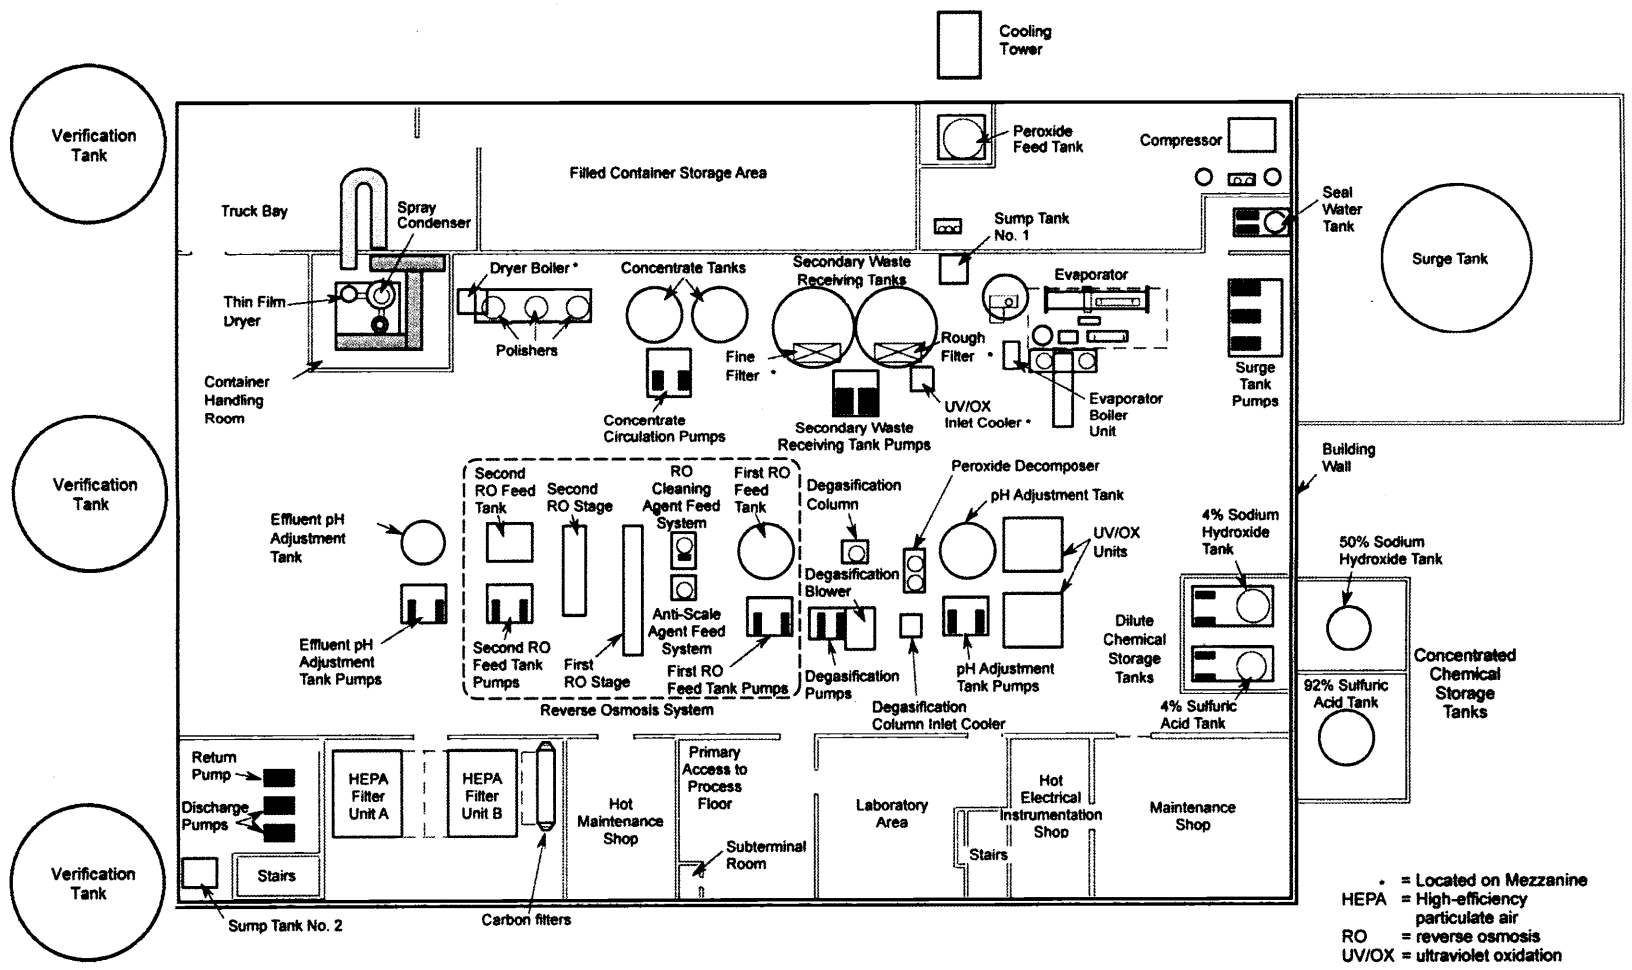 Cooling
Tower
Verification
Tank
Peroxide
Feed Tank
Compressor
Filled Container Storage Area
Truck Bay
Spray
Condenser
Sump Tank
No. 1
Seal
Water
Tank
Surge Tank
Dryer Boiler *
Concentrate Tanks
Secondary Waste
Receiving Tanks
Evaporator
Thin Film
Dryer
Polishers
Fine
Filter *
Rough
Filter *
Container
Handling
Room
Concentrate
Circulation Pumps
Secondary Waste
Receiving Tank Pumps
UV/OX
Inlet Cooler *
Evaporator
Boiler
Unit
Surge
Tank
Pumps
Building
Wall
Verification
Tank
Second
RO Feed
Tank
Second
RO Stage
RO
Cleaning
Agent Feed
System
First RO
Feed
Tank
Degasification
Column
Peroxide Decomposer
pH Adjustment Tank
UV/OX
Units
4% Sodium
Hydroxide
Tank
50% Sodium
Hydroxide Tank
Effluent pH
Adjustment
Tank
Degasification
Blower
Effluent pH
Adjustment
Tank Pumps
Second RO
Feed Tank
Pumps
First
RO Stage
Anti-Scale
Agent Feed
System
First RO
Feed Tank Pumps
Degasification
Pumps
pH Adjustment
Tank Pumps
Dilute
Chemical
Storage
Tanks
Concentrated
Chemical
Storage
Tanks
92% Sulfuric
Acid Tank
4% Sulfuric
Acid Tank
Reverse Osmosis System
Degasification
Column Inlet Cooler
Return
Pump
Discharge
Pumps
HEPA
Filter
Unit A
HEPA
Filter
Unit B
Hot
Maintenance
Shop
Primary
Access to
Process
Floor
Laboratory
Area
Hot
Electrical
Instrumentation
Shop
Maintenance
Shop
Verification
Tank
Stairs
Subterminal
Room
Stairs
Sump Tank No. 2
Carbon filters
* = Located on Mezzanine
HEPA = High-efficiency
particulate air
RO = reverse osmosis
UV/OX = ultraviolet oxidation